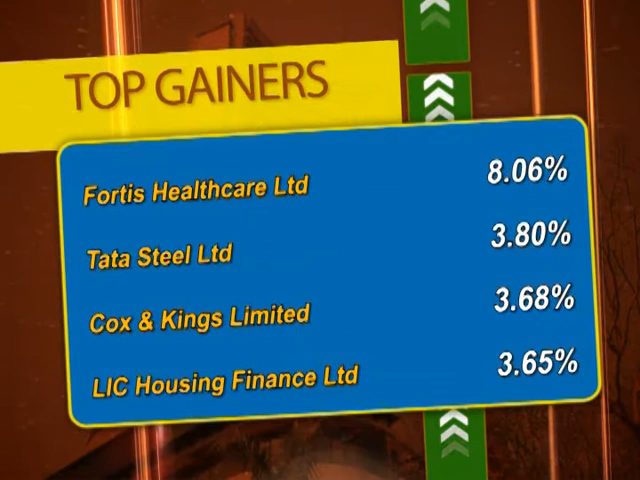 TOP GAINERS
Fortis Healthcare Ltd 8.06%
Tata Steel Ltd 3.80%
Cox & Kings Limited 3.68%
LIC Housing Finance Ltd 3.65%